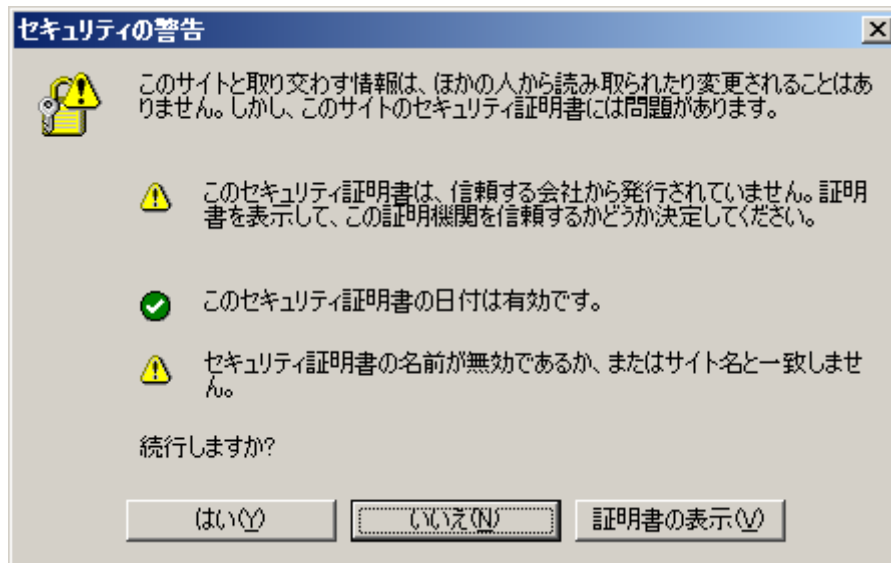 セキュリティの警告
このサイトと取り交わす情報は、ほかの人から読み取られたり変更されることはあ
りません。しかし、このサイトのセキュリティ証明書には問題があります。
このセキュリティ証明書は、信頼する会社から発行されていません。証明
書を表示して、この証明機関を信頼するかどうか決定してください。
このセキュリティ証明書の日付は有効です。
セキュリティ証明書の名前が無効であるか、またはサイト名と一致しませ
ん。
続行しますか?
はい(Y) いいえ(N) 証明書の表示(V)